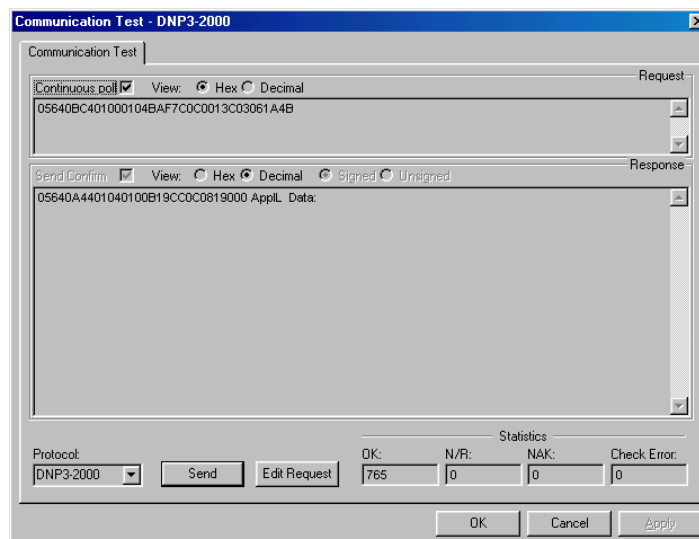 Communication Test - DNP3-2000
Communication Test
Request
Continuous poll View: Hex Decimal
05640BC401000104BAF7C0C0013C03061A4B
Response
Send Confirm View: Hex Decimal Signed Unsigned
05640A4401040100B19CC0C0819000 ApplL Data:
Statistics
Protocol: OK: N/R: NAK: Check Error:
DNP3-2000 Send Edit Request 765 0 0 0
OK Cancel Apply